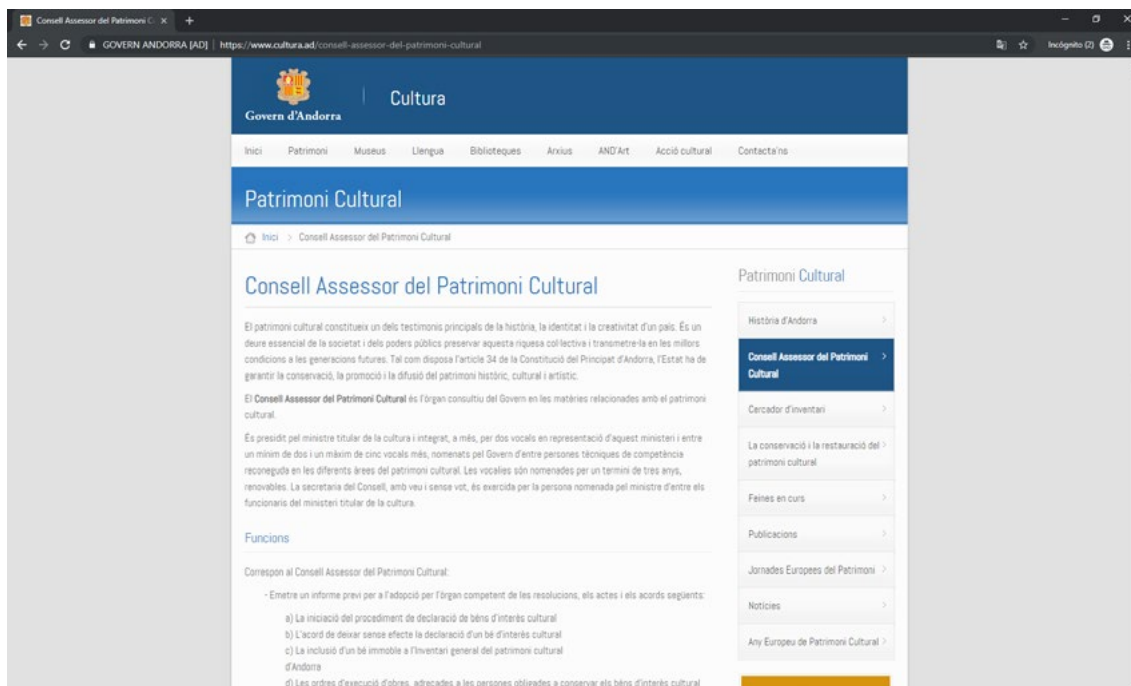 Consell Assessor del Patrimoni C
GOVERN ANDORRA [AD]
https://www.cultura.ad/consell-assessor-del-patrimoni-cultural
Incógnito (2)
Govern d'Andorra
Cultura
Inici
Patrimoni
Museus
Llengua
Biblioteques
Arxius
AND'Art
Acció cultural
Contacta'ns
Patrimoni Cultural
Inici > Consell Assessor del Patrimoni Cultural
Consell Assessor del Patrimoni Cultural
El patrimoni cultural constitueix un dels testimonis principals de la història, la identitat i la creativitat d'un país. És un
deure essencial de la societat i dels poders públics preservar aquesta riquesa col·lectiva i transmetre-la en les millors
condicions a les generacions futures. Tal com disposa l'article 34 de la Constitució del Principat d'Andorra, l'Estat ha de
garantir la conservació, la promoció i la difusió del patrimoni històric, cultural i artístic.
El Consell Assessor del Patrimoni Cultural és l'òrgan consultiu del Govern en les matèries relacionades amb el patrimoni
cultural.
És presidit pel ministre titular de la cultura i integrat, a més, per dos vocals en representació d'aquest ministeri i entre
un mínim de dos i un màxim de cinc vocals més, nomenats pel Govern d'entre persones tècniques de competència
reconeguda en les diferents àrees del patrimoni cultural. Les vocalies són nomenades per un termini de tres anys,
renovables. La secretaria del Consell, amb veu i sense vot, és exercida per la persona nomenada pel ministre d'entre els
funcionaris del ministeri titular de la cultura.
Funcions
Correspon al Consell Assessor del Patrimoni Cultural:
- Emetre un informe previ per a l'adopció per l'òrgan competent de les resolucions, els actes i els acords següents:
a) La iniciació del procediment de declaració de béns d'interès cultural
b) L'acord de deixar sense efecte la declaració d'un bé d'interès cultural
c) La inclusió d'un bé immoble a l'Inventari general del patrimoni cultural
d'Andorra
d) Les ordres d'execució d'obres, adreçades a les persones obligades a conservar els béns d'interès cultural
Patrimoni Cultural
Història d'Andorra
Consell Assessor del Patrimoni
Cultural
Cercador d'inventari
La conservació i la restauració del
patrimoni cultural
Feines en curs
Publicacions
Jornades Europees del Patrimoni
Notícies
Any Europeu de Patrimoni Cultural